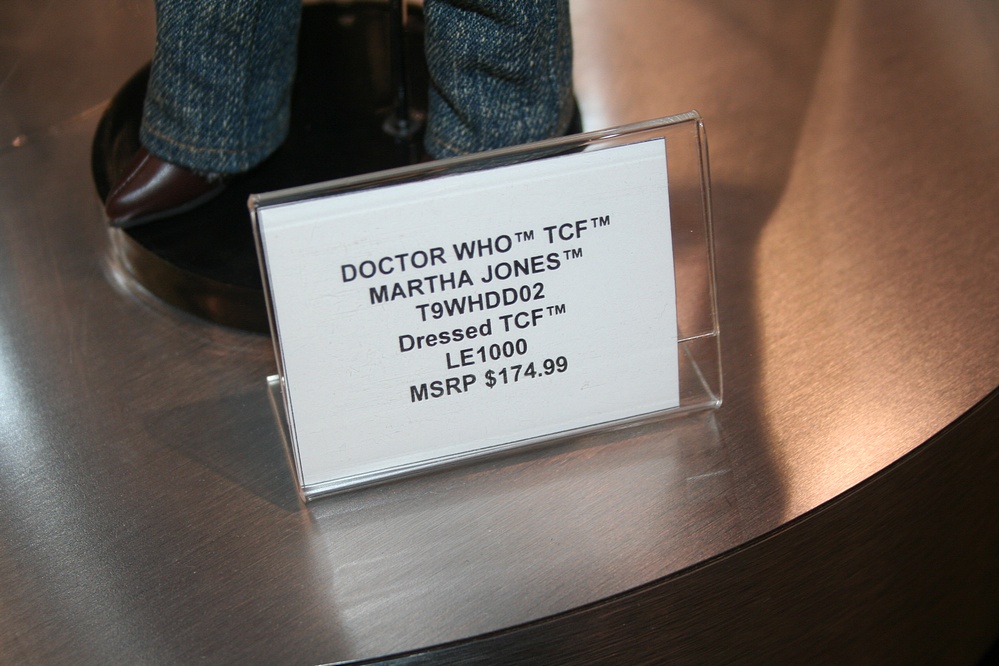 DOCTOR WHO™ TCF™
MARTHA JONES™
T9WHDD02
Dressed TCF™
LE1000
MSRP $174.99